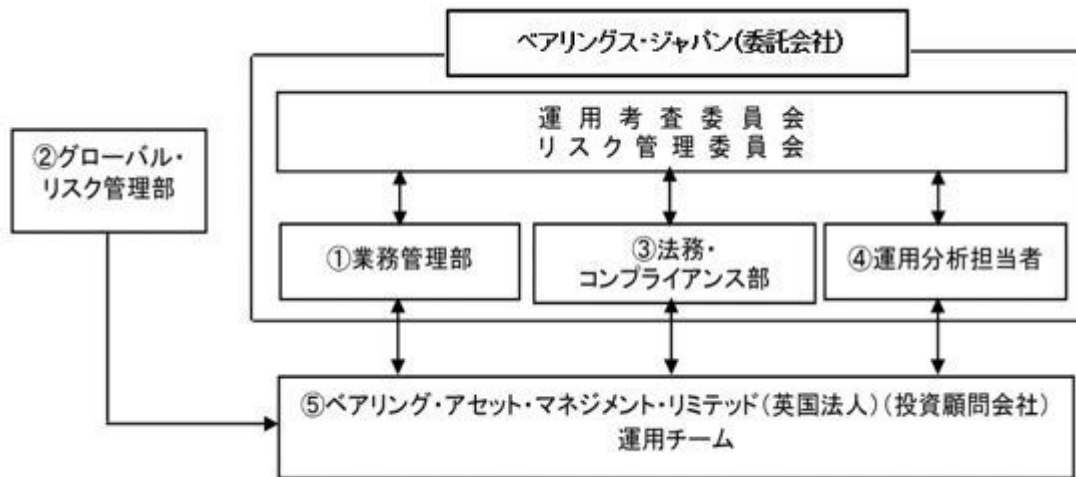 ベアリングス・ジャパン(委託会社)
運用考査委員会
リスク管理委員会
②グローバル・
リスク管理部
①業務管理部
③法務・
コンプライアンス部
④運用分析担当者
⑤ベアリング・アセット・マネジメント・リミテッド(英国法人)(投資顧問会社)
運用チーム